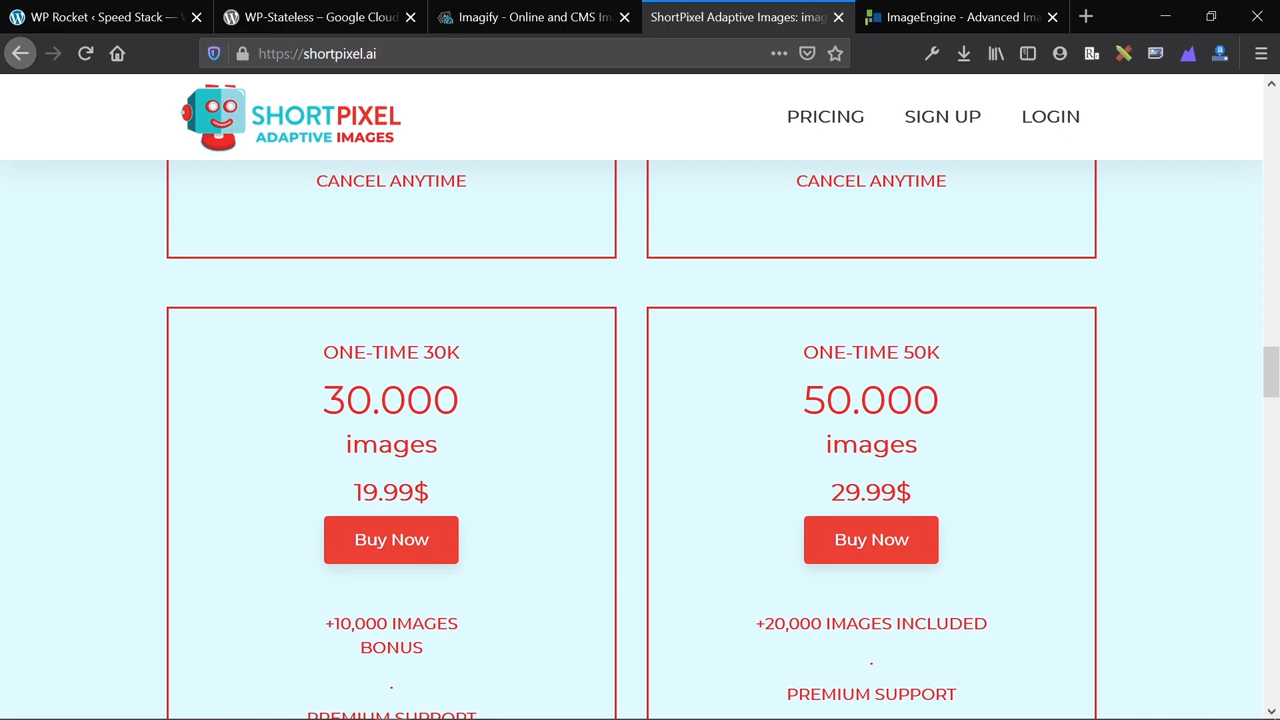 WP Rocket ‹ Speed Stack —
WP-Stateless – Google Cloud
Imagify - Online and CMS Im
ShortPixel Adaptive Images: imag
ImageEngine - Advanced Ima
https://shortpixel.ai
SHORTPIXEL
ADAPTIVE IMAGES
PRICING
SIGN UP
LOGIN
CANCEL ANYTIME
CANCEL ANYTIME
ONE-TIME 30K
30.000
images
19.99$
Buy Now
+10,000 IMAGES
BONUS
.
PREMIUM SUPPORT
ONE-TIME 50K
50.000
images
29.99$
Buy Now
+20,000 IMAGES INCLUDED
.
PREMIUM SUPPORT